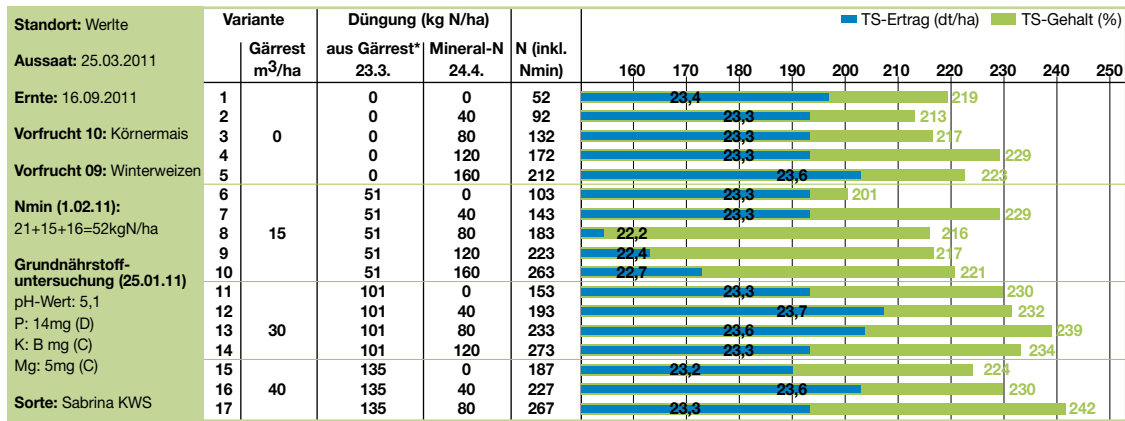 Standort: Werlte
Aussaat: 25.03.2011
Ernte: 16.09.2011
Vorfrucht 10: Körnermais
Vorfrucht 09: Winterweizen
Nmin (1.02.11):
21+15+16=52kgN/ha
Grundnährstoff-
untersuchung (25.01.11)
pH-Wert: 5,1
P: 14mg (D)
K: B mg (C)
Mg: 5mg (C)
Sorte: Sabrina KWS
Variante Düngung (kg N/ha) TS-Ertrag (dt/ha) TS-Gehalt (%)
Gärrest aus Gärrest*) Mineral-N N (inkl.
m3/ha 23.3. 24.4. Nmin) 160 170 180 190 200 210 220 230 240 250
1 0 0 52 23,4 219
2 0 40 92 23,3 213
3 0 0 80 132 23,3 217
4 0 120 172 23,3 229
5 0 160 212 23,6 223
6 51 0 103 23,3 201
7 51 40 143 23,3 229
8 15 51 80 183 22,2 216
9 51 120 223 22,4 217
10 51 160 263 22,7 221
11 101 0 153 23,3 230
12 101 40 193 23,7 232
13 30 101 80 233 23,6 239
14 101 120 273 23,3 234
15 135 0 187 23,2 224
16 40 135 40 227 23,6 230
17 135 80 267 23,3 242